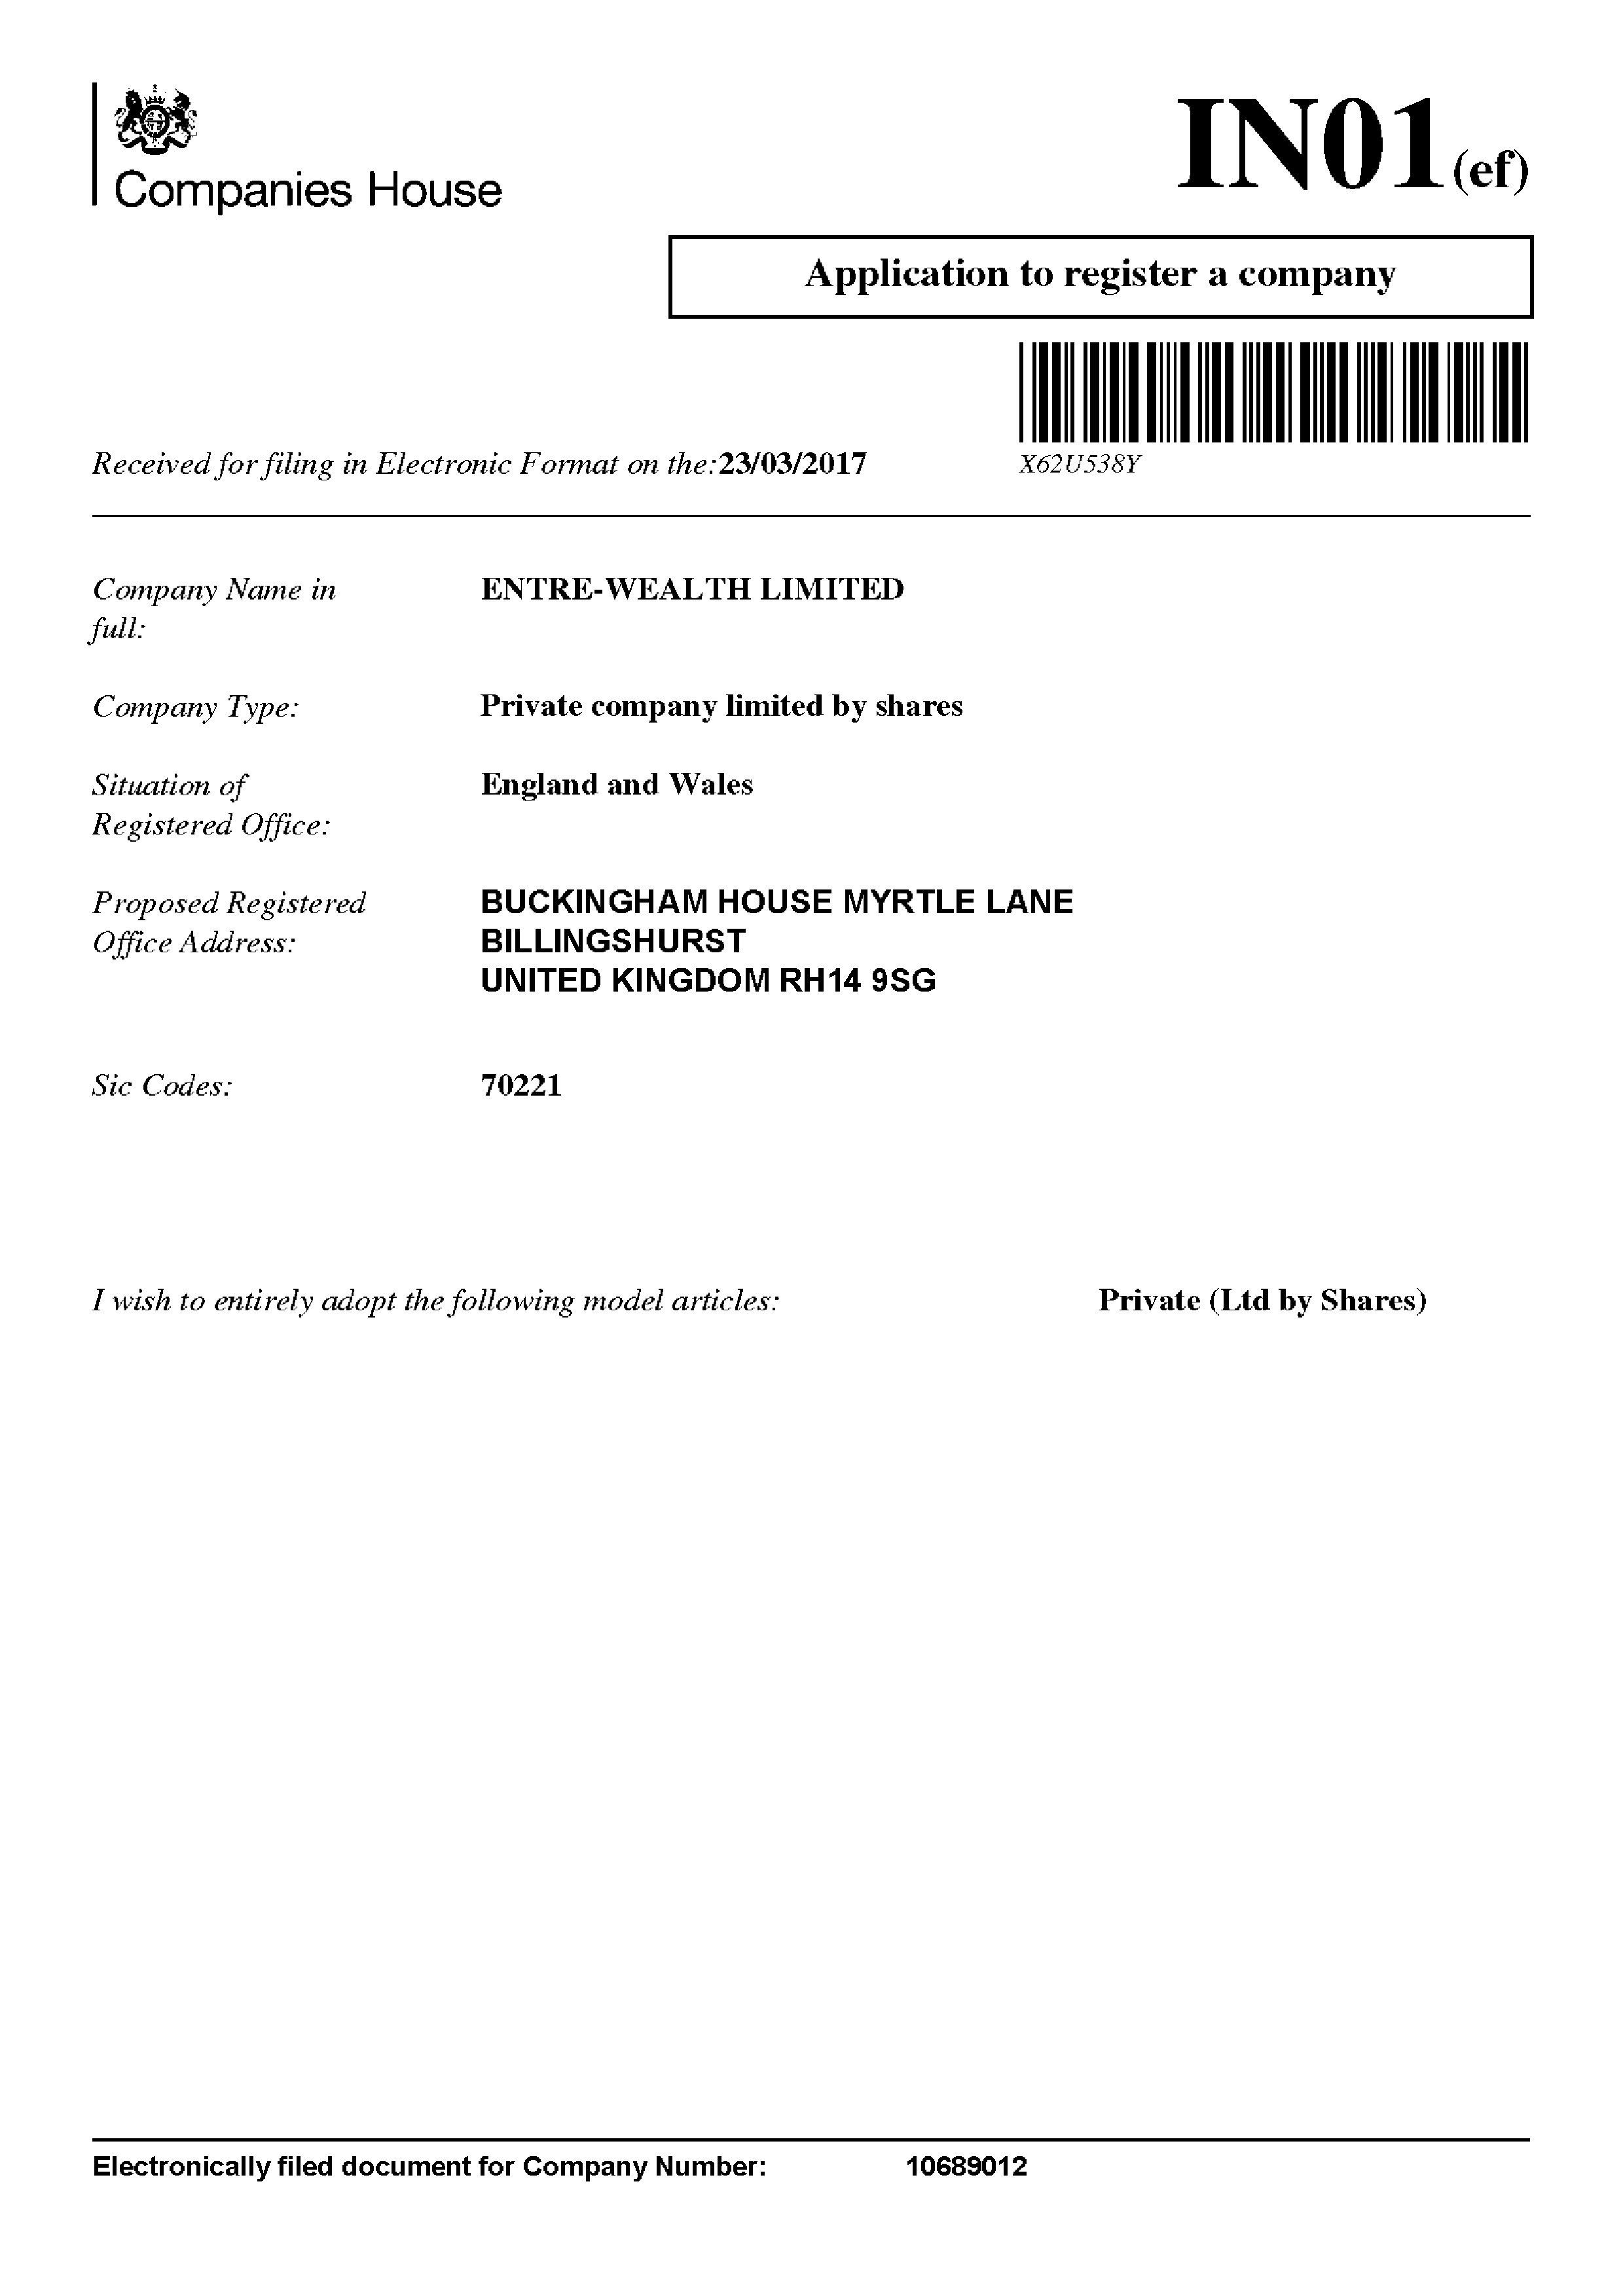 Companies House
IN01(ef)
Application to register a company
X62U538Y
Received for filing in Electronic Format on the:23/03/2017
Company Name in full: ENTRE-WEALTH LIMITED
Company Type: Private company limited by shares
Situation of Registered Office: England and Wales
Proposed Registered Office Address: BUCKINGHAM HOUSE MYRTLE LANE
BILLINGSHURST
UNITED KINGDOM RH14 9SG
Sic Codes: 70221
I wish to entirely adopt the following model articles: Private (Ltd by Shares)
Electronically filed document for Company Number: 10689012